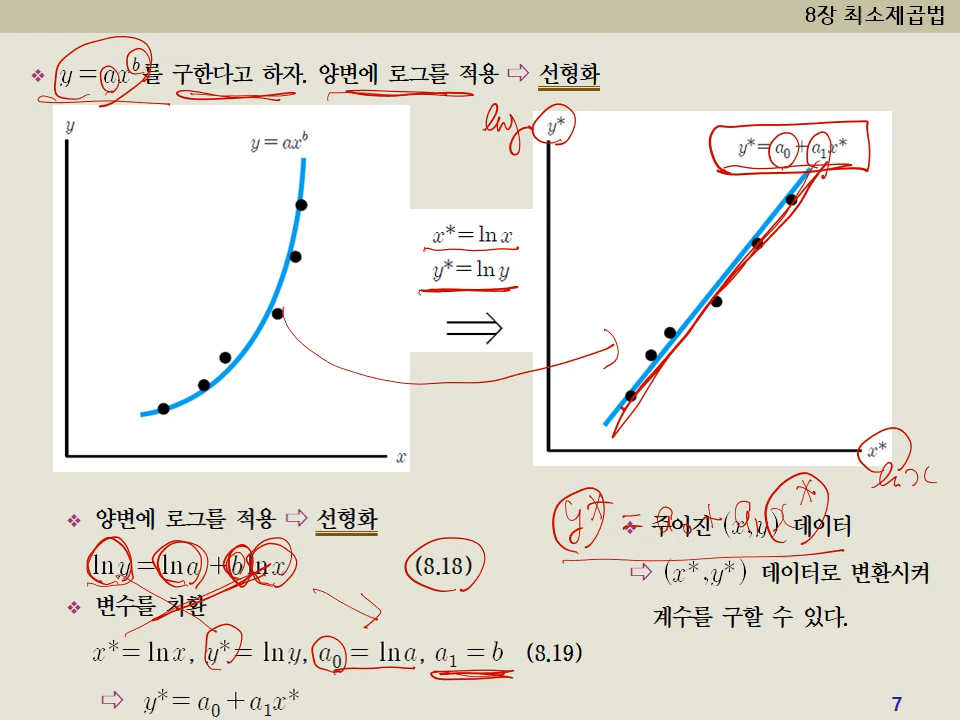 8장 최소제곱법
❖ y = ax^b를 구한다고 하자. 양변에 로그를 적용 ⇨ 선형화
y
y = ax^b
x
x* = ln x
y* = ln y
⇒
ln y
y*
y* = a₀ + a₁x*
x*
ln x
❖ 양변에 로그를 적용 ⇨ 선형화
ln y = ln a + b ln x (8.18)
❖ 변수를 치환
x* = ln x, y* = ln y, a₀ = ln a, a₁ = b (8.19)
⇨ y* = a₀ + a₁x*
y* = a₀ + a₁ x*
❖ 주어진 (x, y) 데이터
⇨ (x*, y*) 데이터로 변환시켜
계수를 구할 수 있다.
7